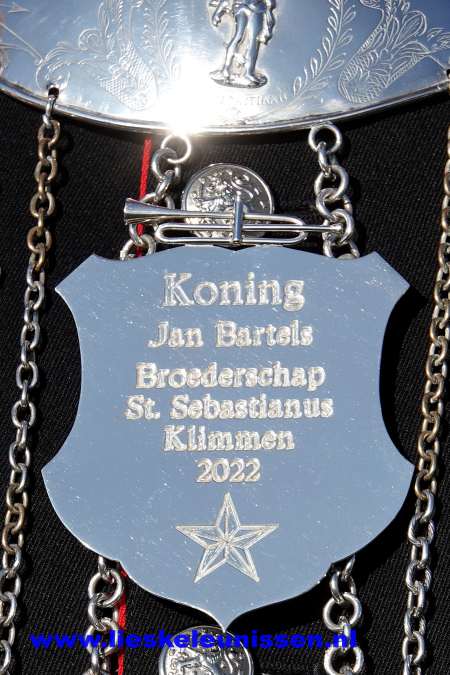 Koning
Jan Bartels
Broederschap
St. Sebastianus
Klimmen
2022
www.lieskeleunissen.nl